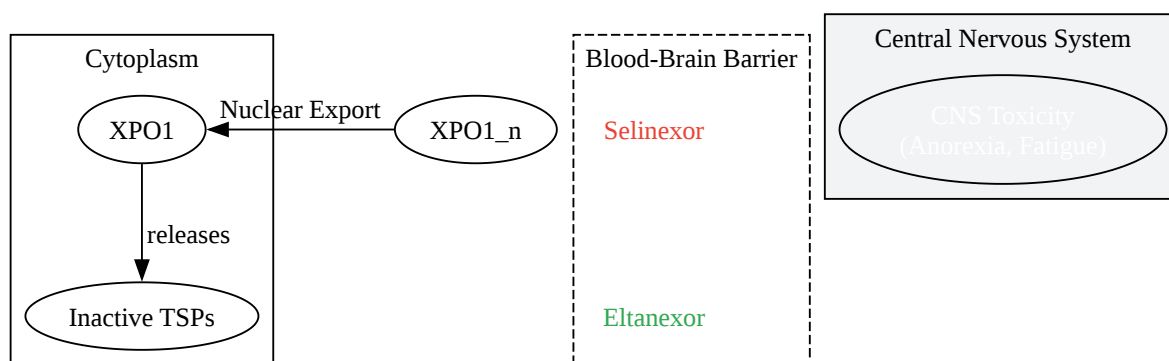 Cytoplasm
XPO1
Nuclear Export
XPO1_n
releases
Inactive TSPs
Blood-Brain Barrier
Selinexor
Eltanexor
Central Nervous System
CNS Toxicity
(Anorexia, Fatigue)